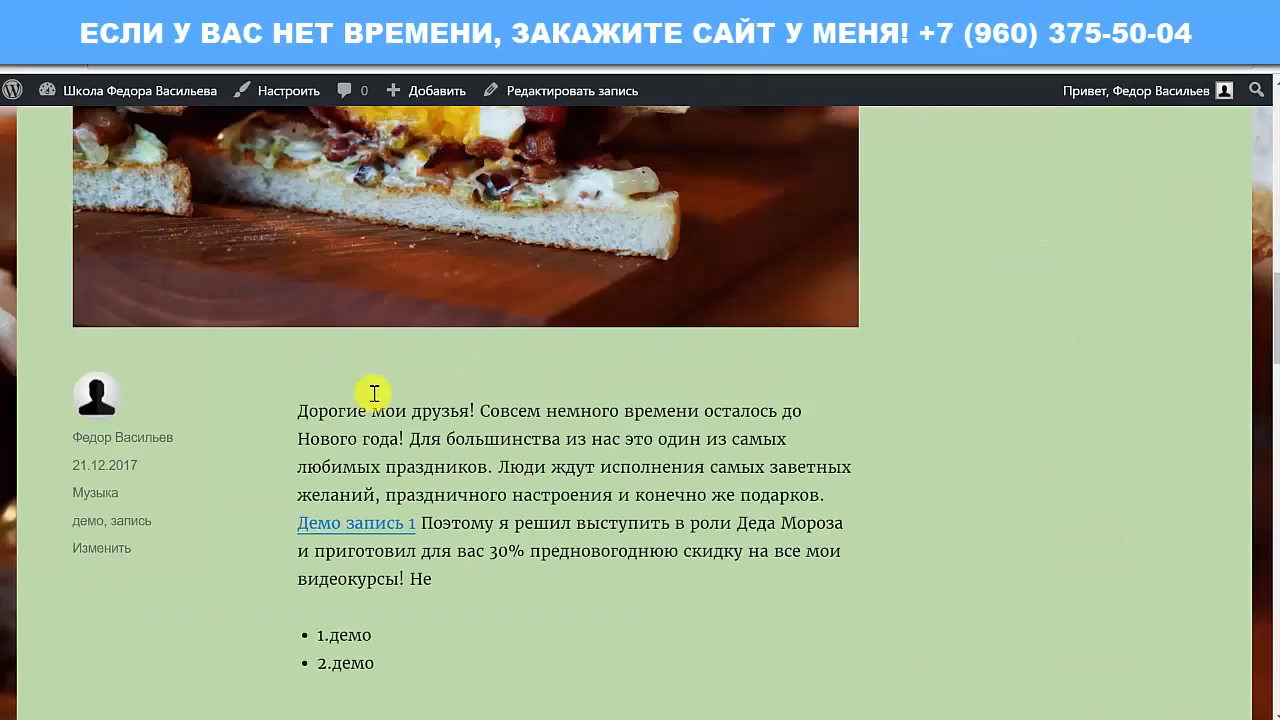 ЕСЛИ У ВАС НЕТ ВРЕМЕНИ, ЗАКАЖИТЕ САЙТ У МЕНЯ! +7 (960) 375-50-04
Школа Федора Васильева Настроить 0 Добавить Редактировать запись Привет, Федор Васильев
Федор Васильев
21.12.2017
Музыка
демо, запись
Изменить
Дорогие мои друзья! Совсем немного времени осталось до
Нового года! Для большинства из нас это один из самых
любимых праздников. Люди ждут исполнения самых заветных
желаний, праздничного настроения и конечно же подарков.
Демо запись 1 Поэтому я решил выступить в роли Деда Мороза
и приготовил для вас 30% предновогоднюю скидку на все мои
видеокурсы! Не
1.демо
2.демо